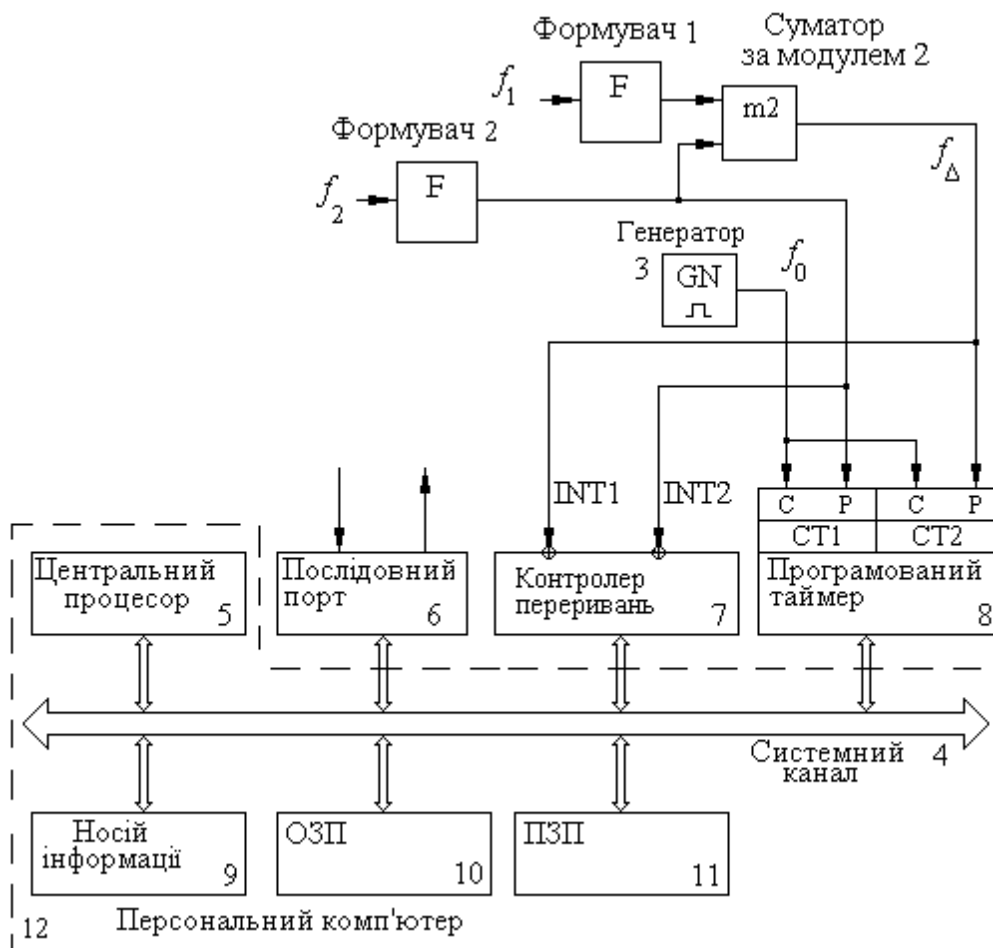 Формувач 1
Суматор
за модулем 2
f1
F
m2
Формувач 2
fΔ
f2
F
Генератор
3
f0
GN
INT1
INT2
C P C P
CT1 CT2
Центральний
процесор 5
Послідовний
порт 6
Контролер
переривань 7
Програмований
таймер 8
Системний 4
канал
Носій
інформації 9
ОЗП
10
ПЗП
11
12 Персональний комп'ютер